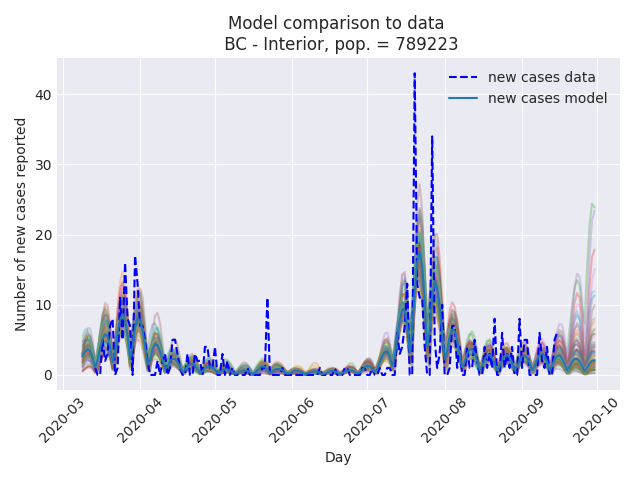 Model comparison to data
BC - Interior, pop. = 789223
new cases data
new cases model
Number of new cases reported
40
30
20
10
0
2020-03
2020-04
2020-05
2020-06
2020-07
2020-08
2020-09
2020-10
Day